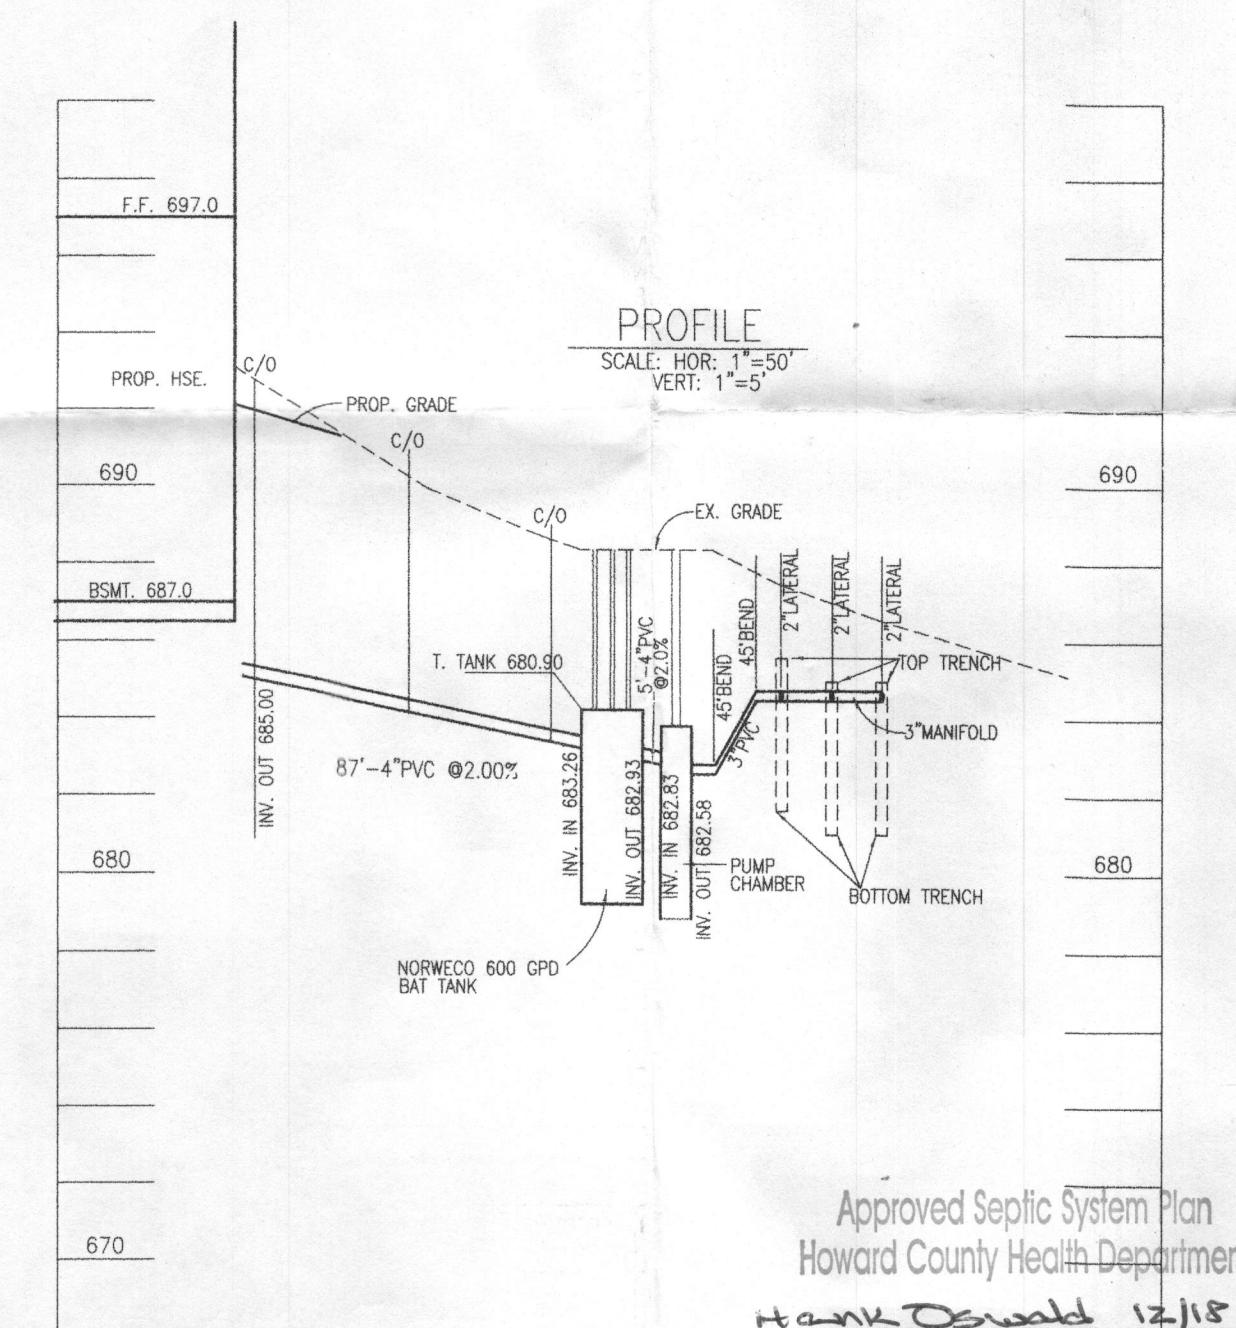 F.F. 697.0
PROFILE
SCALE: HOR: 1"=50'
VERT: 1"=5'
PROP. HSE.
C/O
PROP. GRADE
C/O
690
690
C/O
EX. GRADE
BSMT. 687.0
2"LATERAL
2"LATERAL
2"LATERAL
45'BEND
45'BEND
5'-4"PVC
@2.0%
T. TANK 680.90
TOP TRENCH
3"MANIFOLD
3"PVC
INV. OUT 685.00
87'-4"PVC @2.00%
INV. IN 683.26
INV. OUT 682.93
INV. IN 682.83
INV. OUT 682.58
680
680
PUMP
CHAMBER
BOTTOM TRENCH
NORWECO 600 GPD
BAT TANK
670
Approved Septic System Plan
Howard County Health Departmen
Hank Oswald 12/18